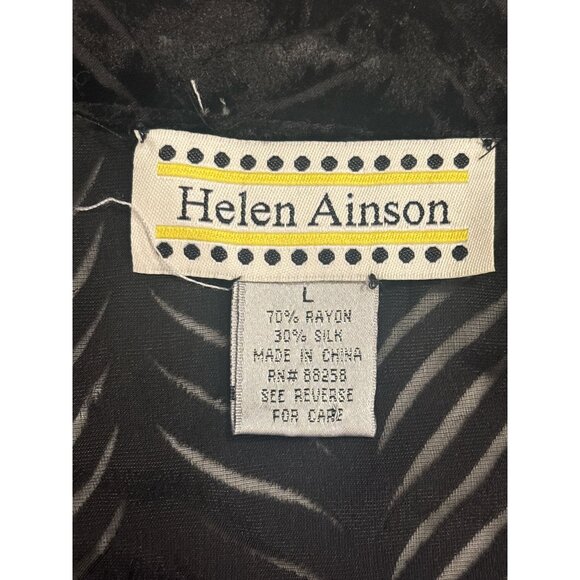 Helen Ainson
L
70% RAYON
30% SILK
MADE IN CHINA
RN# 88258
SEE REVERSE
FOR CARE